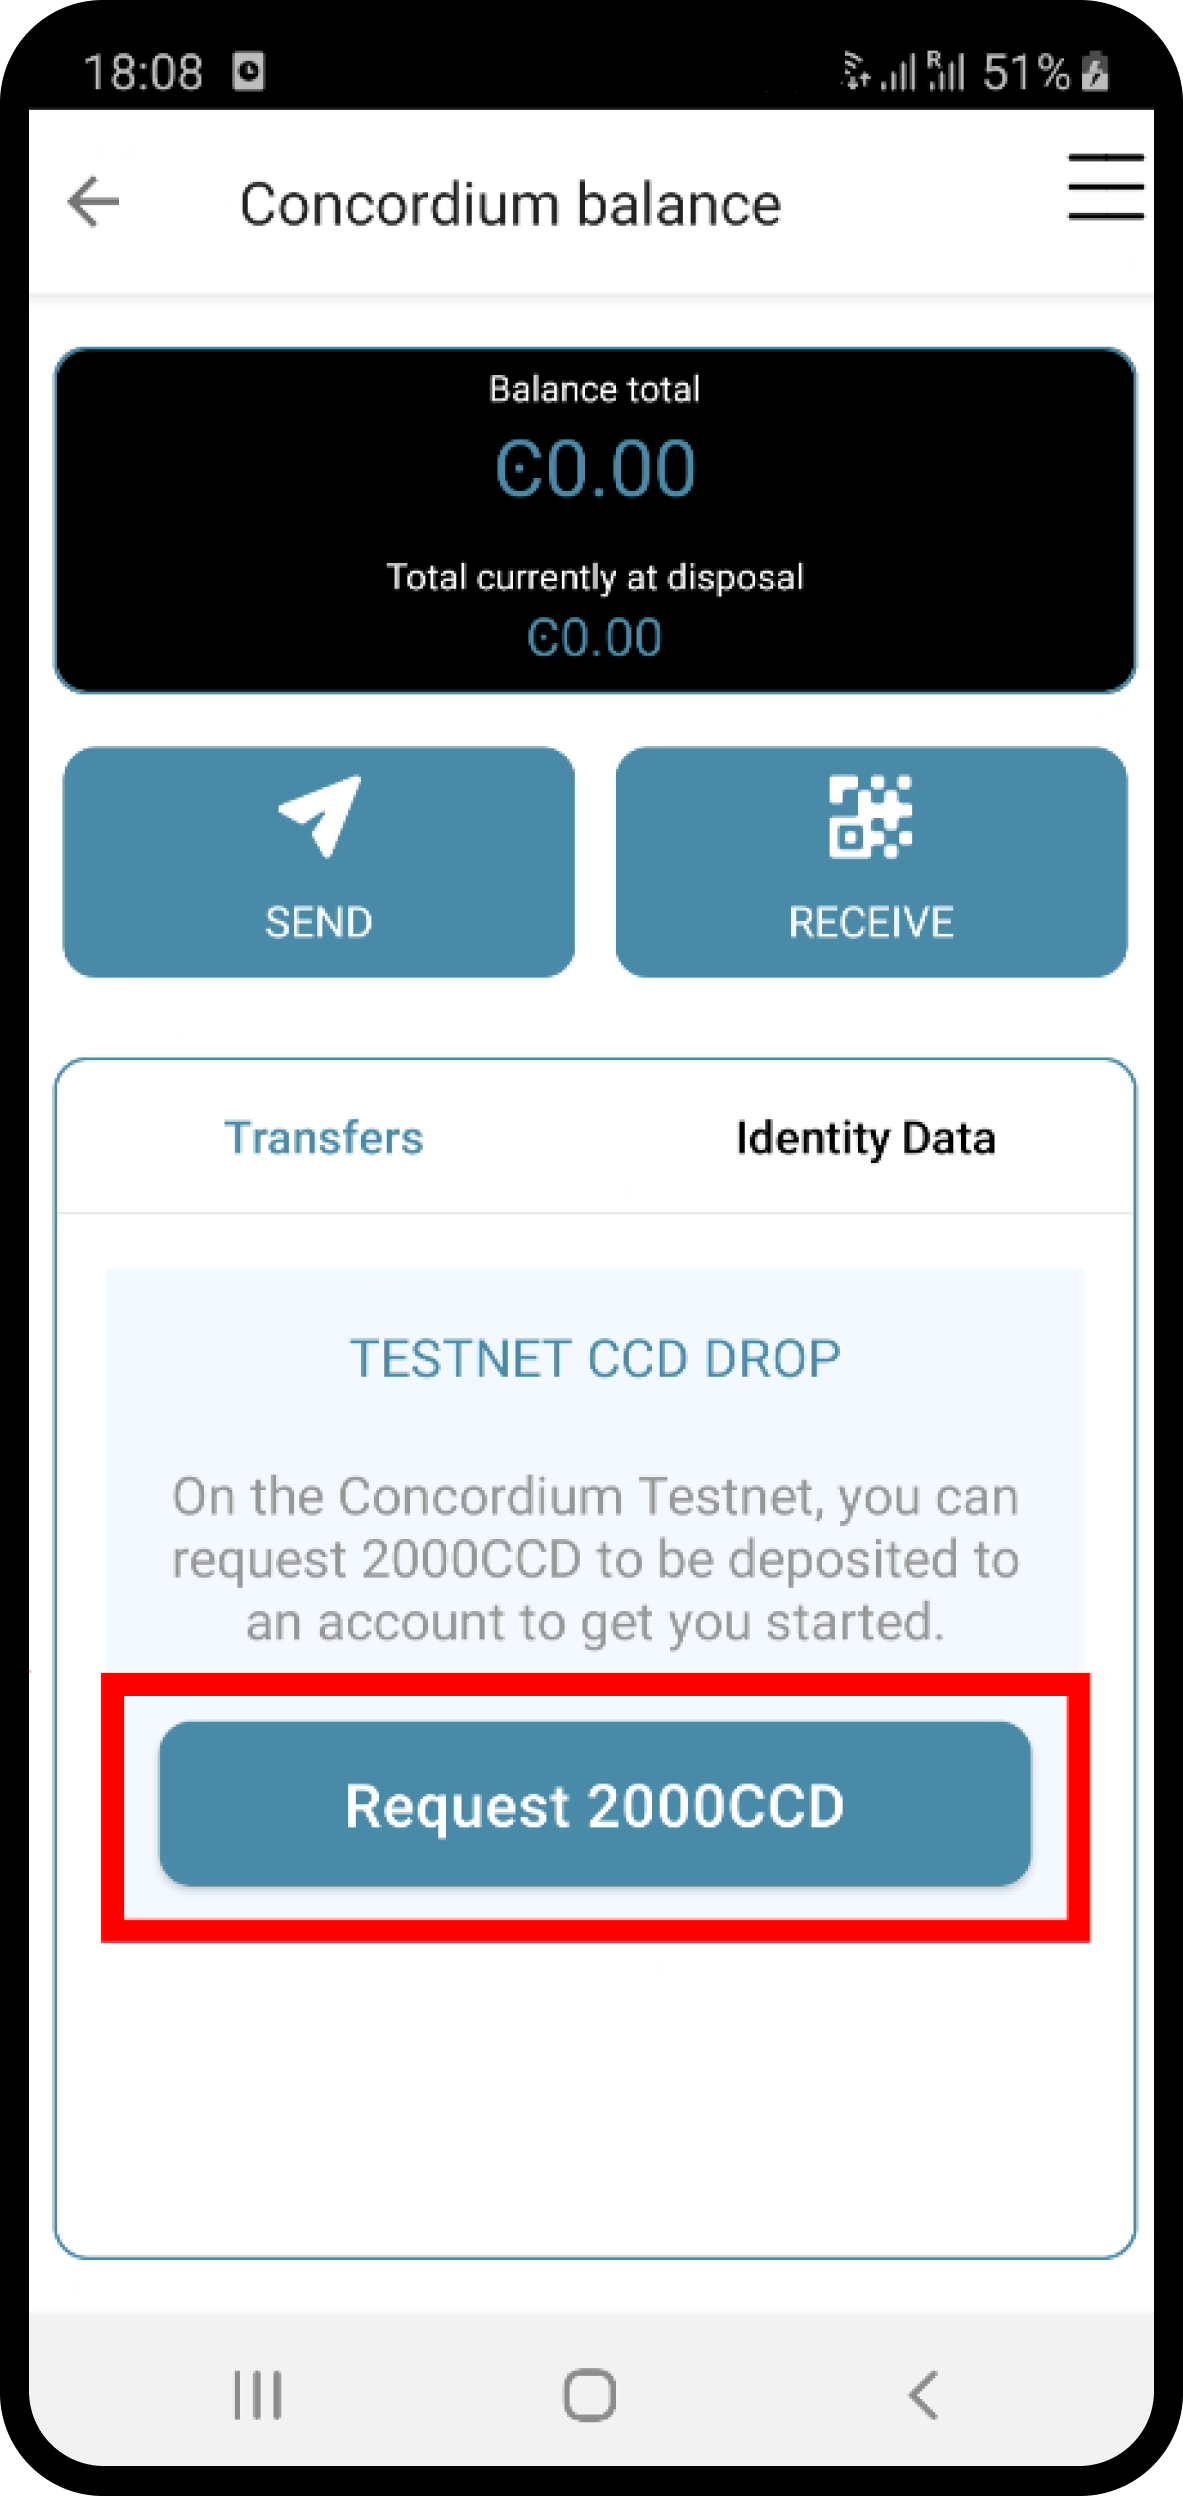 18:08
R 51%
Concordium balance
Balance total
Ͼ0.00
Total currently at disposal
Ͼ0.00
SEND
RECEIVE
Transfers
Identity Data
TESTNET CCD DROP
On the Concordium Testnet, you can
request 2000CCD to be deposited to
an account to get you started.
Request 2000CCD